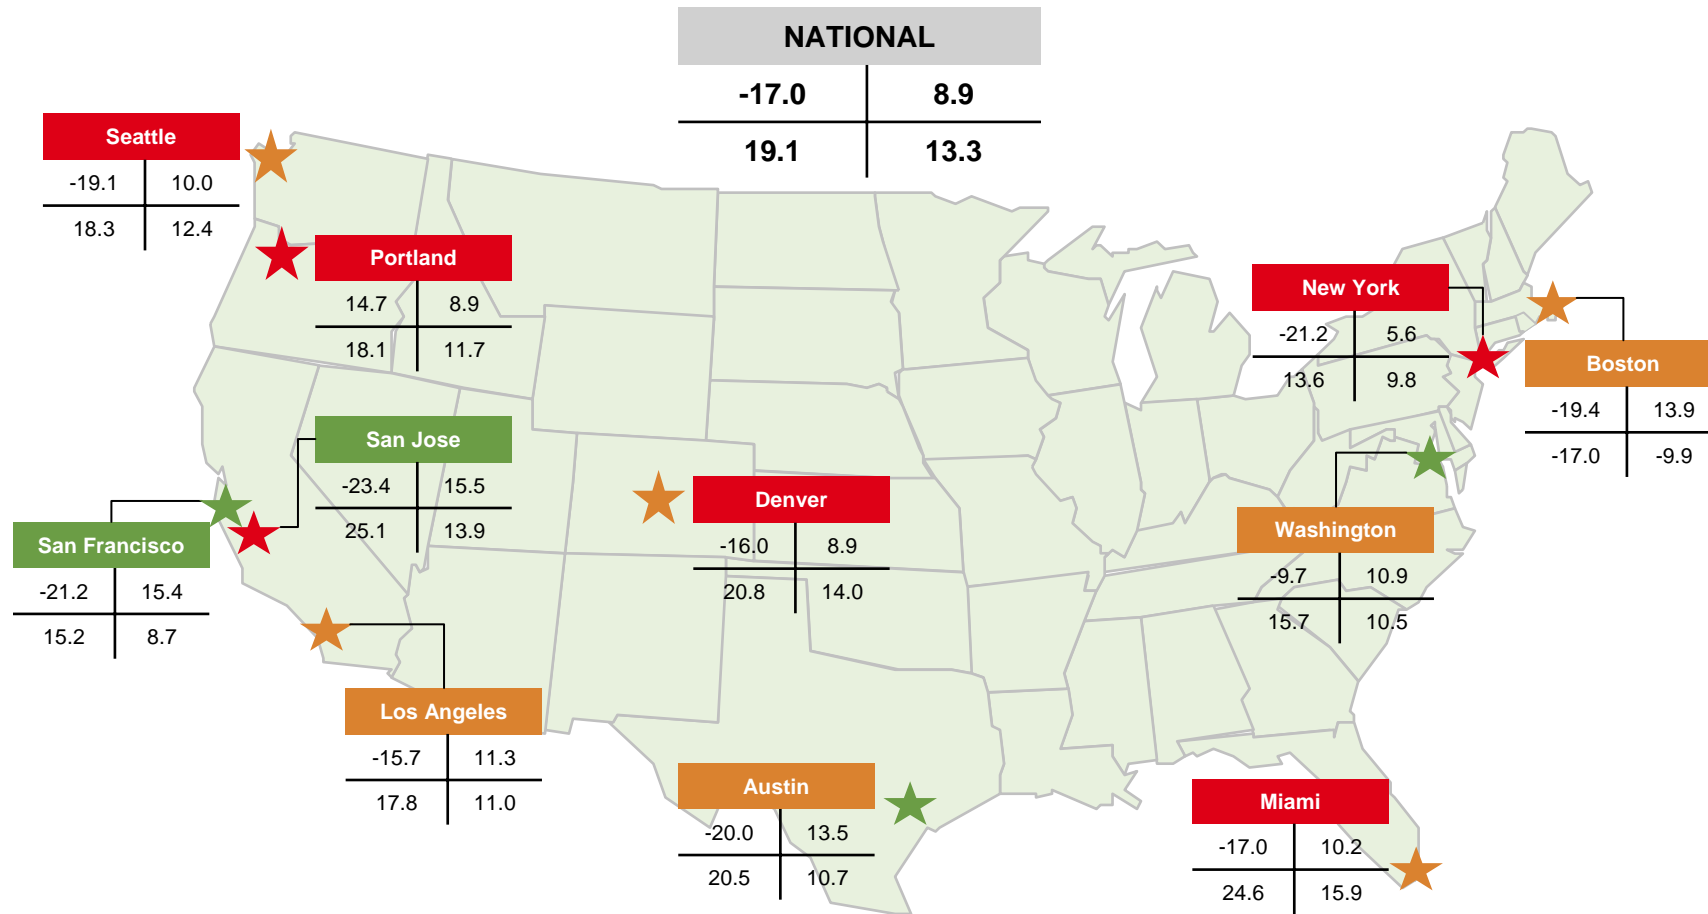 NATIONAL
-17.0 8.9
19.1 13.3
Seattle
-19.1 10.0
18.3 12.4
Portland
14.7 8.9
18.1 11.7
New York
-21.2 5.6
13.6 9.8
Boston
-19.4 13.9
-17.0 -9.9
San Jose
-23.4 15.5
25.1 13.9
Denver
-16.0 8.9
20.8 14.0
San Francisco
-21.2 15.4
15.2 8.7
Washington
-9.7 10.9
15.7 10.5
Los Angeles
-15.7 11.3
17.8 11.0
Austin
-20.0 13.5
20.5 10.7
Miami
-17.0 10.2
24.6 15.9